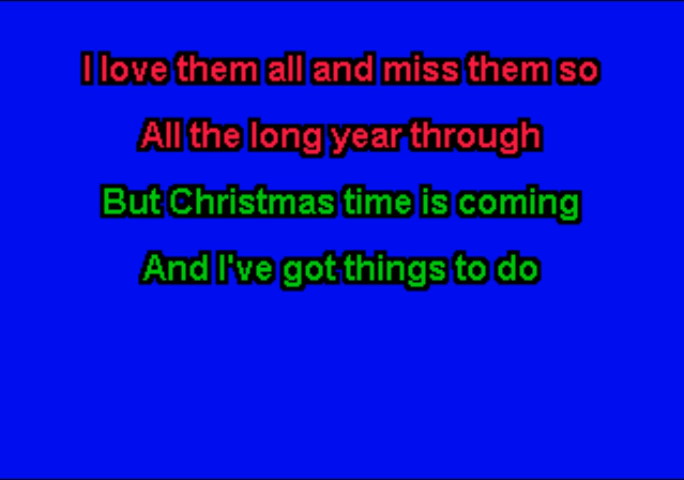 I love them all and miss them so
All the long year through
But Christmas time is coming
And I've got things to do